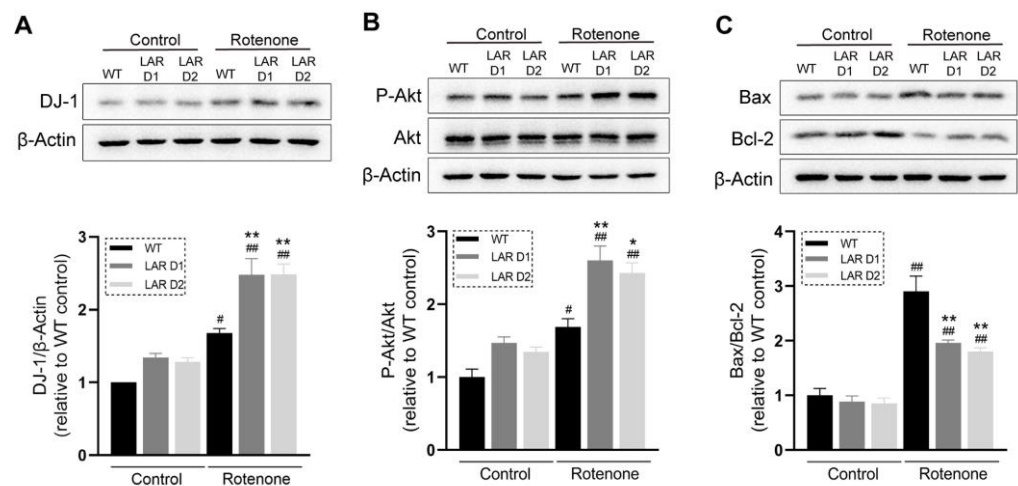 A
Control Rotenone
WT LAR D1 LAR D2 WT LAR D1 LAR D2
DJ-1
β-Actin
DJ-1/β-Actin
(relative to WT control)
3
2
1
0
WT
LAR D1
LAR D2
#
**
##
**
##
Control Rotenone
B
Control Rotenone
WT LAR D1 LAR D2 WT LAR D1 LAR D2
P-Akt
Akt
β-Actin
P-Akt/Akt
(relative to WT control)
3
2
1
0
WT
LAR D1
LAR D2
#
**
##
*
##
Control Rotenone
C
Control Rotenone
WT LAR D1 LAR D2 WT LAR D1 LAR D2
Bax
Bcl-2
β-Actin
Bax/Bcl-2
(relative to WT control)
4
3
2
1
0
WT
LAR D1
LAR D2
##
**
##
**
##
Control Rotenone